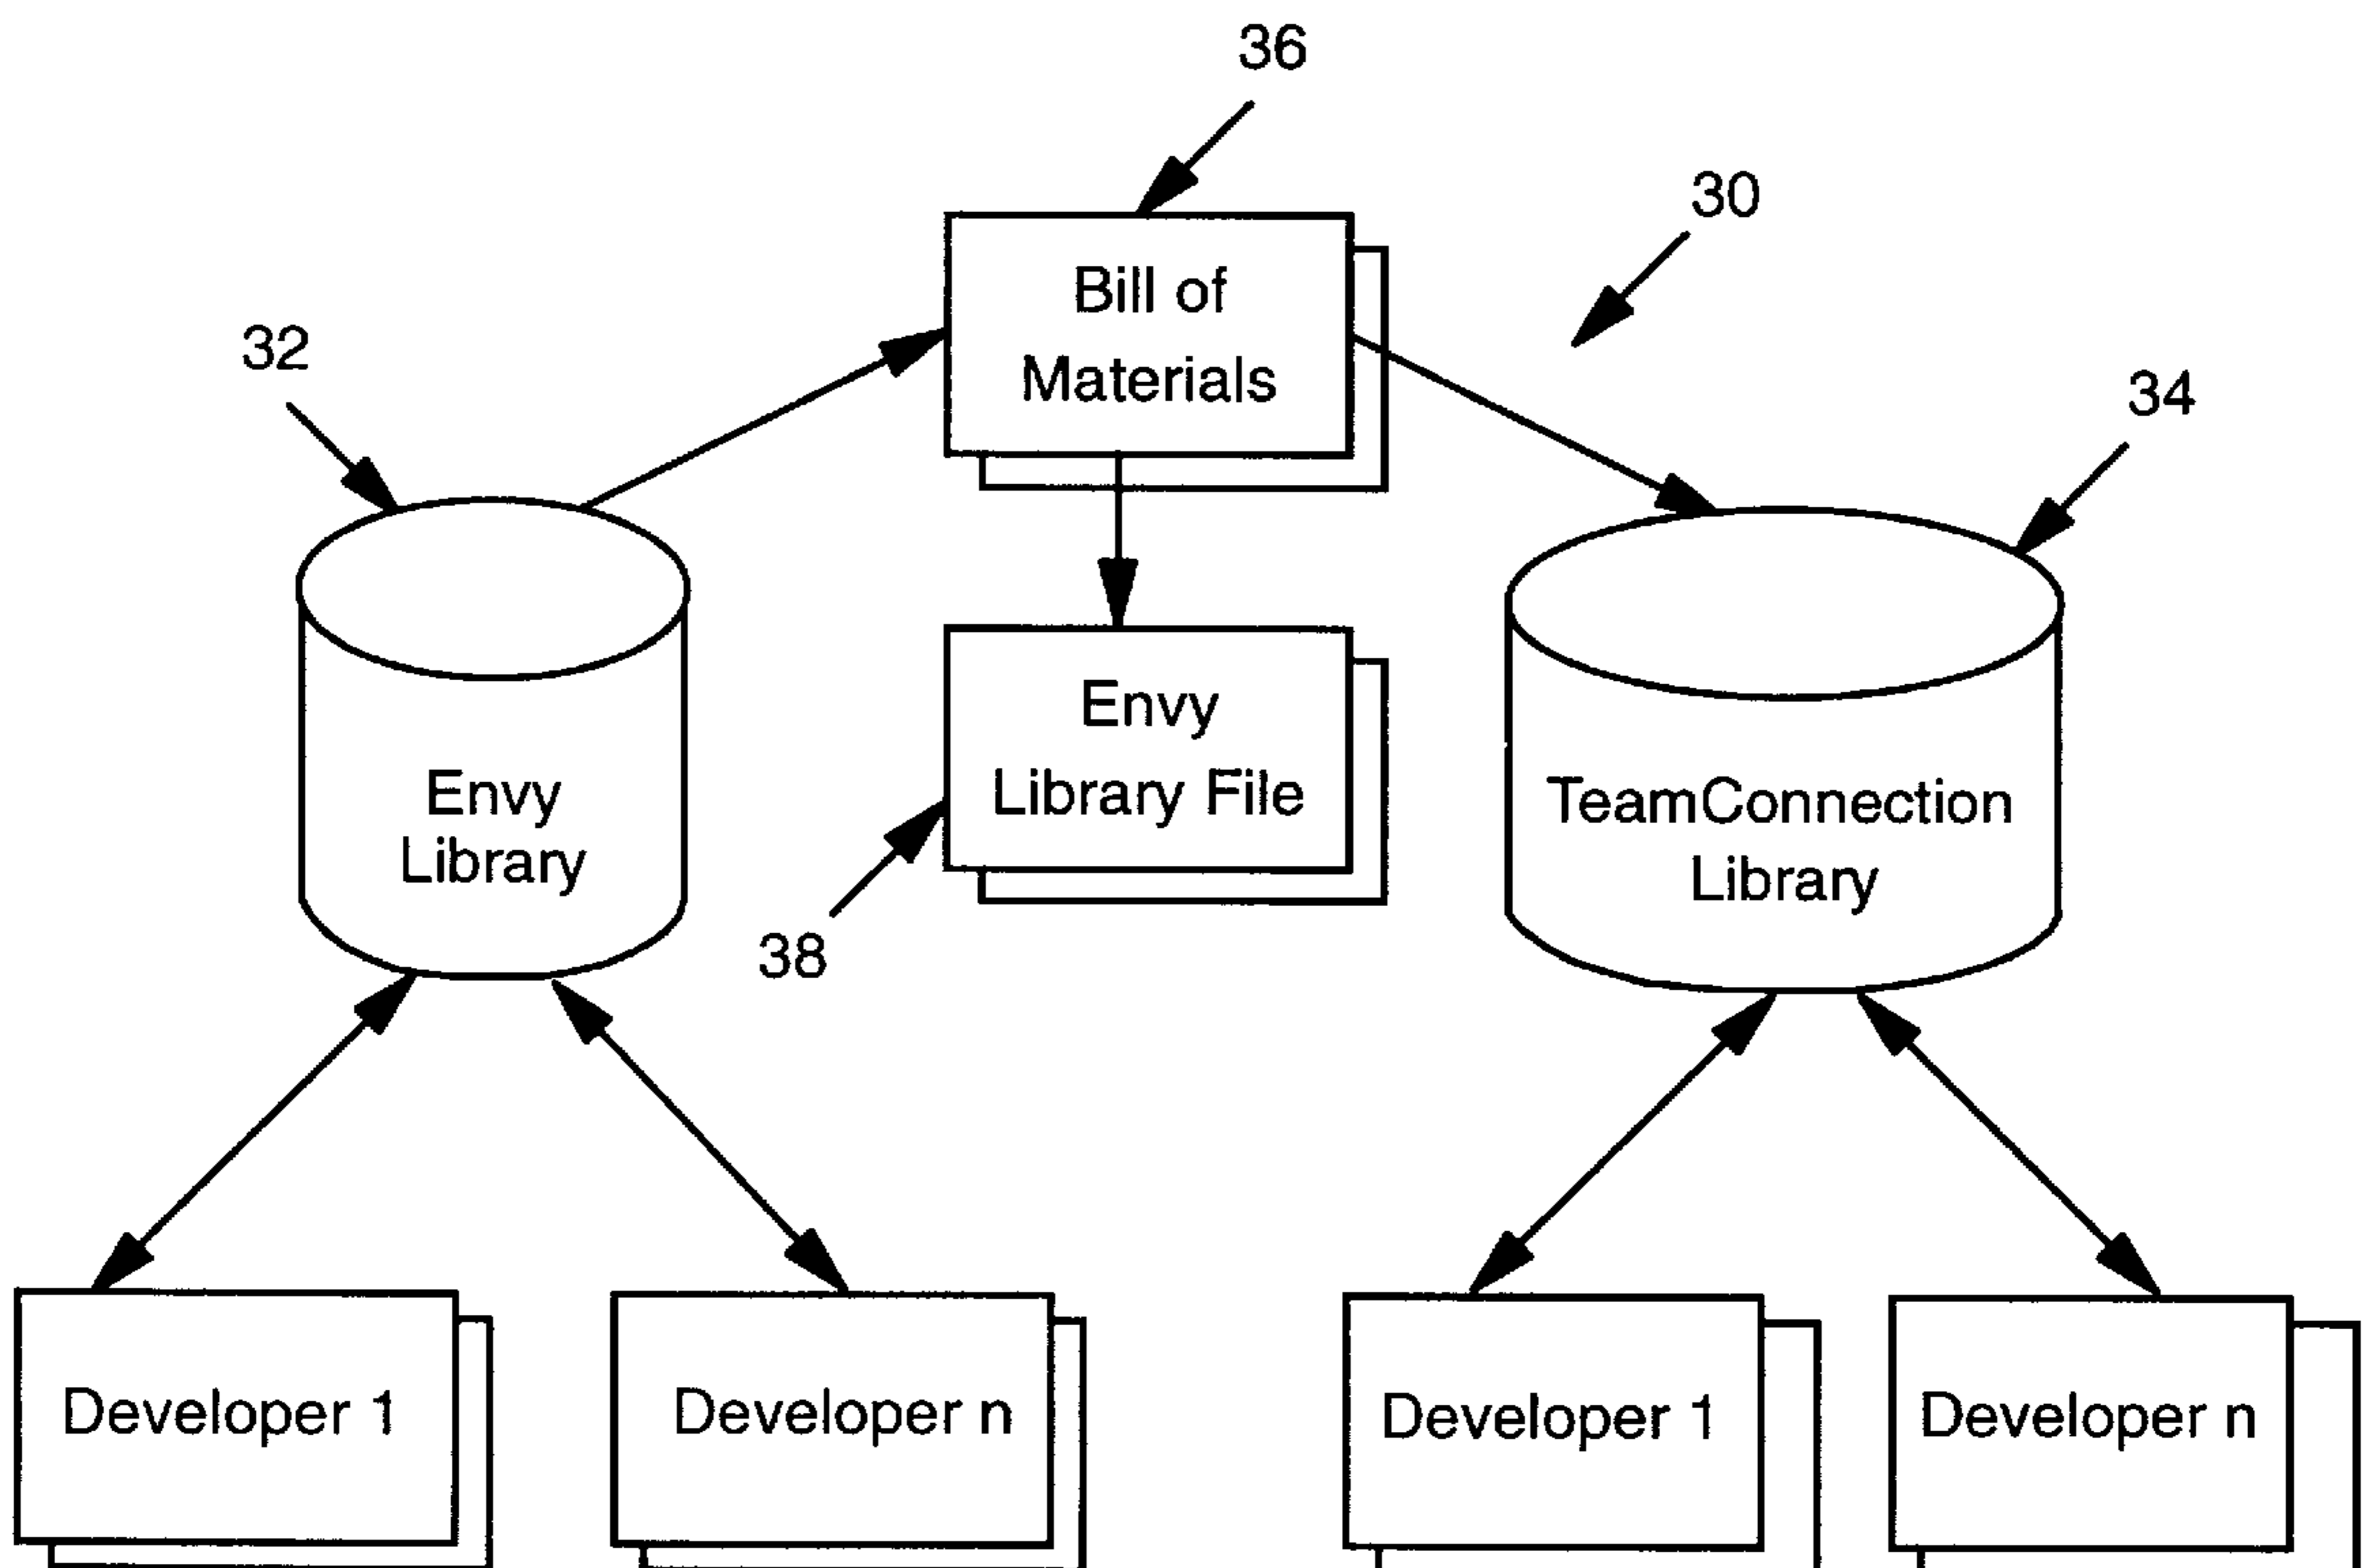 36
30
Bill of
Materials
32
34
Envy
Library File
Envy
Library
TeamConnection
Library
38
Developer 1
Developer n
Developer 1
Developer n